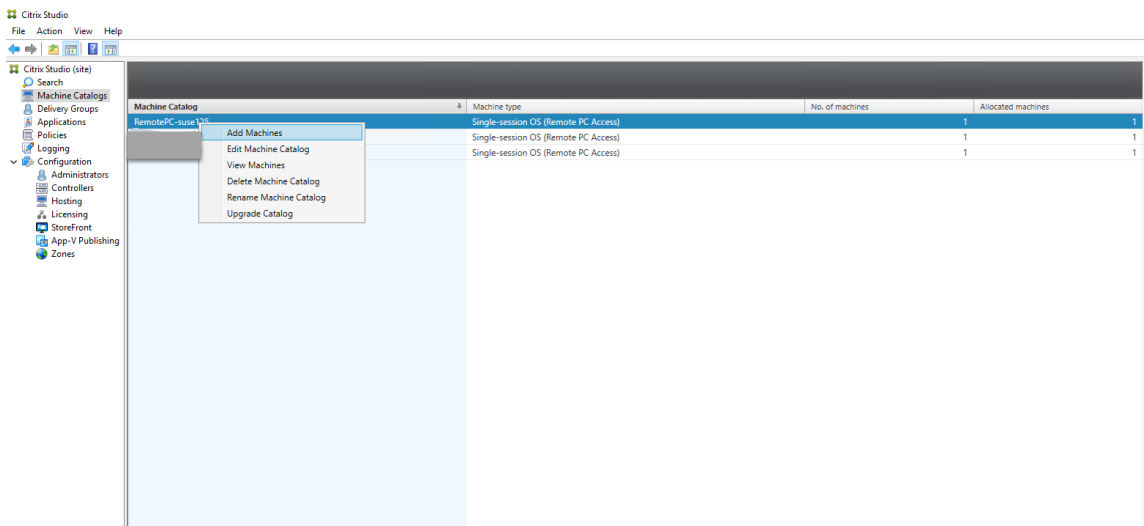 Citrix Studio
File Action View Help
Citrix Studio (site)
Search
Machine Catalogs
Delivery Groups
Applications
Policies
Logging
Configuration
Administrators
Controllers
Hosting
Licensing
StoreFront
App-V Publishing
Zones
Machine Catalog Machine type No. of machines Allocated machines
RemotePC-suse125 Single-session OS (Remote PC Access) 1 1
Single-session OS (Remote PC Access) 1 1
Single-session OS (Remote PC Access) 1 1
Add Machines
Edit Machine Catalog
View Machines
Delete Machine Catalog
Rename Machine Catalog
Upgrade Catalog